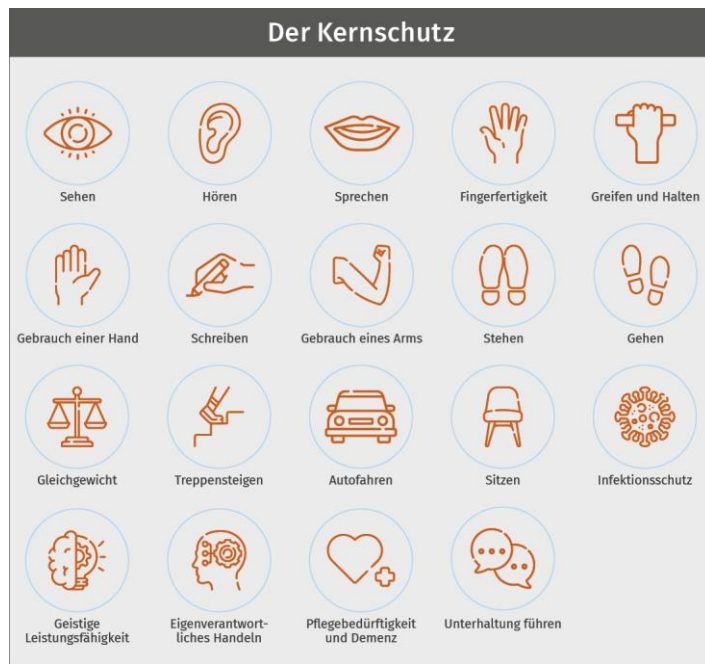 Der Kernschutz
Sehen
Hören
Sprechen
Fingerfertigkeit
Greifen und Halten
Gebrauch einer Hand
Schreiben
Gebrauch eines Arms
Stehen
Gehen
Gleichgewicht
Treppensteigen
Autofahren
Sitzen
Infektionsschutz
Geistige
Leistungsfähigkeit
Eigenverantwort-
liches Handeln
Pflegebedürftigkeit
und Demenz
Unterhaltung führen